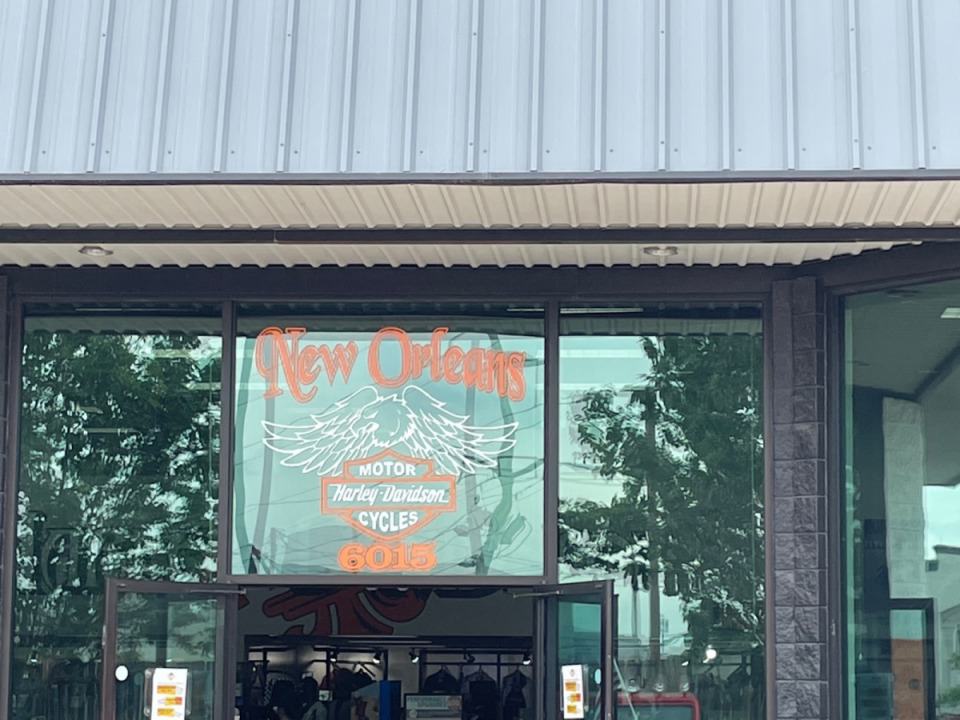 New Orleans
MOTOR
Harley-Davidson
CYCLES
6015